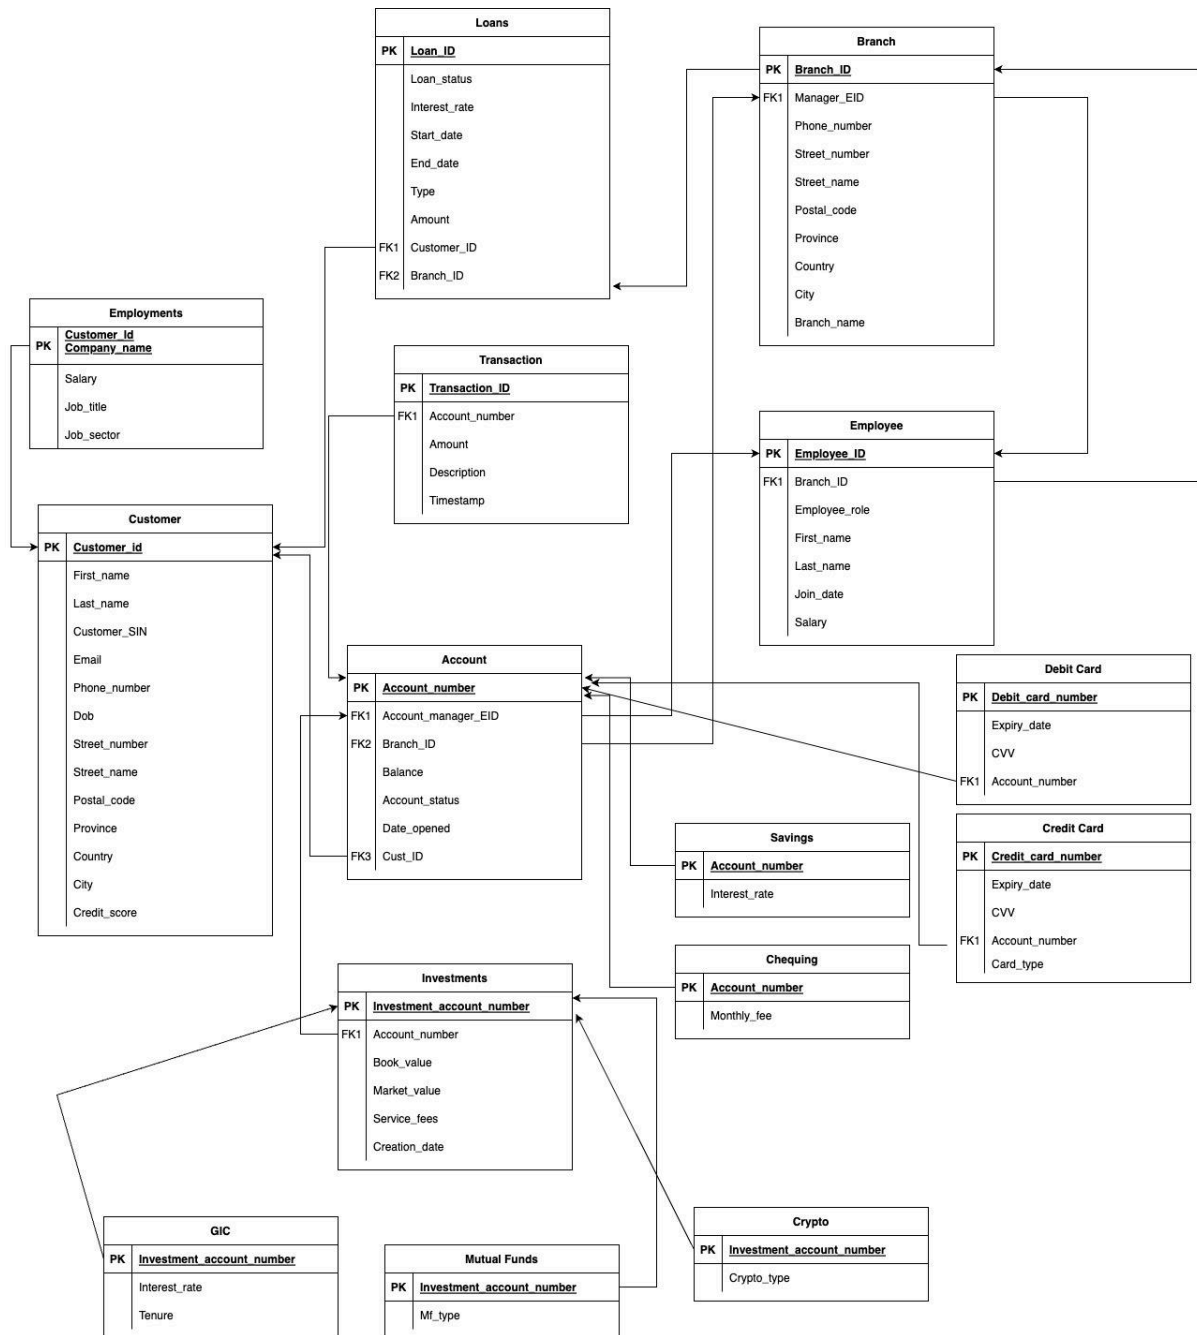 Loans
PK Loan_ID
Loan_status
Interest_rate
Start_date
End_date
Type
Amount
FK1 Customer_ID
FK2 Branch_ID
Branch
PK Branch_ID
FK1 Manager_EID
Phone_number
Street_number
Street_name
Postal_code
Province
Country
City
Branch_name
Employments
PK Customer_Id
Company_name
Salary
Job_title
Job_sector
Transaction
PK Transaction_ID
FK1 Account_number
Amount
Description
Timestamp
Employee
PK Employee_ID
FK1 Branch_ID
Employee_role
First_name
Last_name
Join_date
Salary
Customer
PK Customer_id
First_name
Last_name
Customer_SIN
Email
Phone_number
Dob
Street_number
Street_name
Postal_code
Province
Country
City
Credit_score
Account
PK Account_number
FK1 Account_manager_EID
FK2 Branch_ID
Balance
Account_status
Date_opened
FK3 Cust_ID
Debit Card
PK Debit_card_number
Expiry_date
CVV
FK1 Account_number
Savings
PK Account_number
Interest_rate
Credit Card
PK Credit_card_number
Expiry_date
CVV
FK1 Account_number
Card_type
Chequing
PK Account_number
Monthly_fee
Investments
PK Investment_account_number
FK1 Account_number
Book_value
Market_value
Service_fees
Creation_date
GIC
PK Investment_account_number
Interest_rate
Tenure
Mutual Funds
PK Investment_account_number
Mf_type
Crypto
PK Investment_account_number
Crypto_type